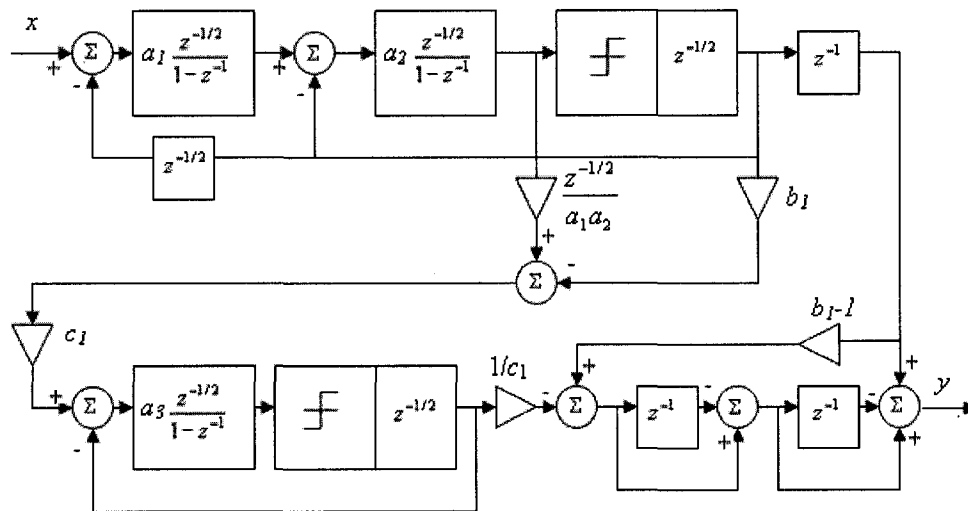 x
+
Σ
-
a₁ z^{-1/2} / 1 - z^{-1}
+
Σ
-
a₂ z^{-1/2} / 1 - z^{-1}
z^{-1/2}
z^{-1}
z^{-1/2}
z^{-1/2} / a₁a₂
b₁
+
Σ
-
c₁
b₁-1
1/c₁
+
Σ
-
a₃ z^{-1/2} / 1 - z^{-1}
z^{-1/2}
-
+
Σ
z^{-1}
-
+
Σ
z^{-1}
-
+
+
Σ
y